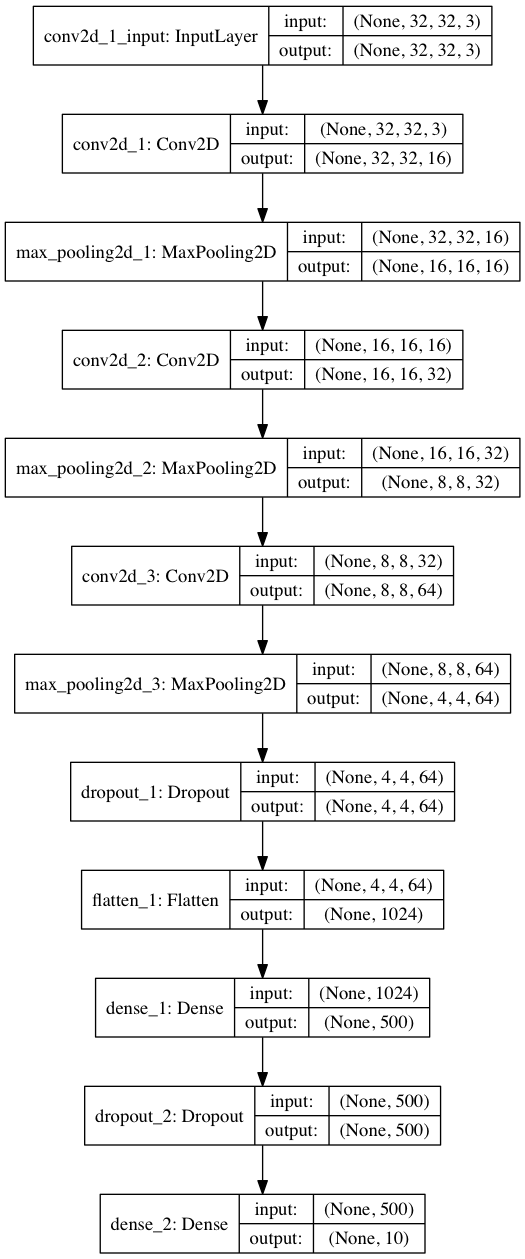 conv2d_1_input: InputLayer
input: (None, 32, 32, 3)
output: (None, 32, 32, 3)
conv2d_1: Conv2D
input: (None, 32, 32, 3)
output: (None, 32, 32, 16)
max_pooling2d_1: MaxPooling2D
input: (None, 32, 32, 16)
output: (None, 16, 16, 16)
conv2d_2: Conv2D
input: (None, 16, 16, 16)
output: (None, 16, 16, 32)
max_pooling2d_2: MaxPooling2D
input: (None, 16, 16, 32)
output: (None, 8, 8, 32)
conv2d_3: Conv2D
input: (None, 8, 8, 32)
output: (None, 8, 8, 64)
max_pooling2d_3: MaxPooling2D
input: (None, 8, 8, 64)
output: (None, 4, 4, 64)
dropout_1: Dropout
input: (None, 4, 4, 64)
output: (None, 4, 4, 64)
flatten_1: Flatten
input: (None, 4, 4, 64)
output: (None, 1024)
dense_1: Dense
input: (None, 1024)
output: (None, 500)
dropout_2: Dropout
input: (None, 500)
output: (None, 500)
dense_2: Dense
input: (None, 500)
output: (None, 10)